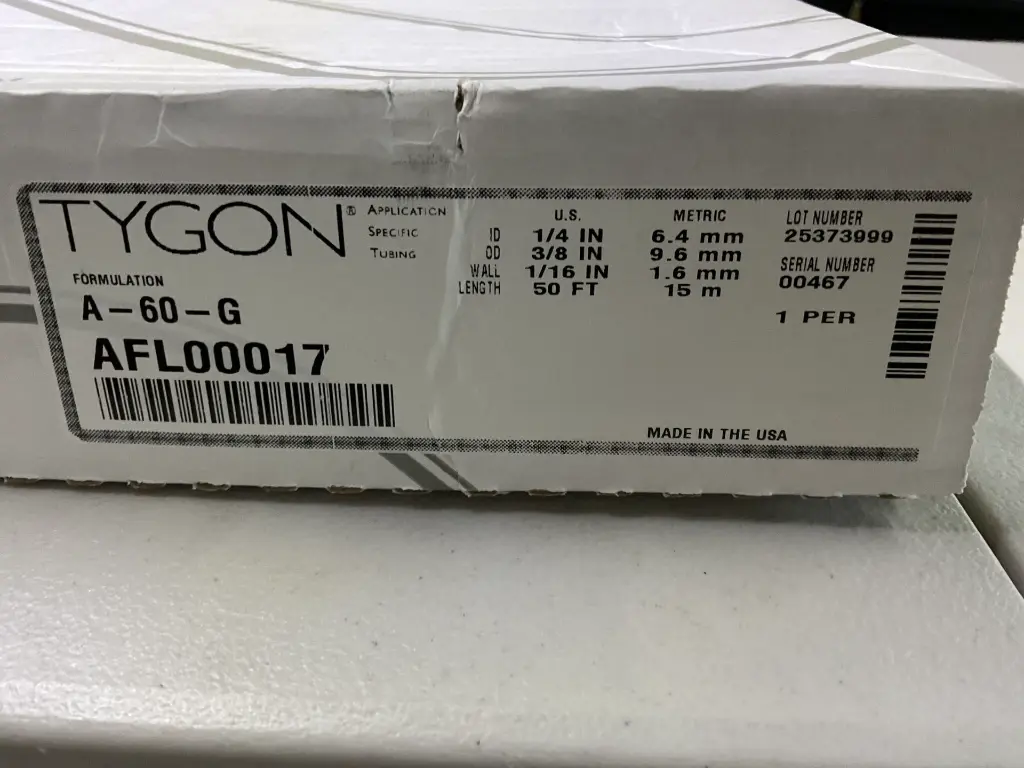 TYGON® APPLICATION
SPECIFIC
TUBING
FORMULATION
A-60-G
AFL00017
U.S. METRIC
ID 1/4 IN 6.4 mm
OD 3/8 IN 9.6 mm
WALL 1/16 IN 1.6 mm
LENGTH 50 FT 15 m
LOT NUMBER
25373999
SERIAL NUMBER
00467
1 PER
MADE IN THE USA